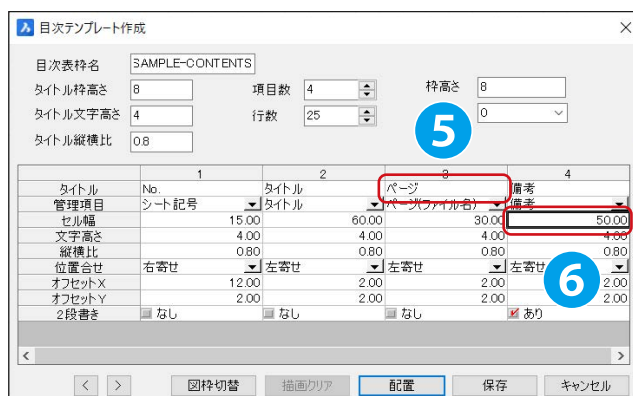 目次テンプレート作成
目次表枠名 SAMPLE-CONTENTS
タイトル枠高さ 8 項目数 4 枠高さ 8
タイトル文字高さ 4 行数 25 5 0
タイトル縦横比 0.8
1 2 3 4
タイトル No. タイトル ページ 備考
管理項目 シート記号 タイトル ページ(ファイル名) 備考
セル幅 15.00 60.00 30.00 50.00
文字高さ 4.00 4.00 4.00 4.00
縦横比 0.80 0.80 0.80 0.80
位置合せ 右寄せ 左寄せ 左寄せ 左寄せ 6
オフセットX 12.00 2.00 2.00 2.00
オフセットY 2.00 2.00 2.00 2.00
2段書き なし なし なし あり
< > 図枠切替 描画クリア 配置 保存 キャンセル